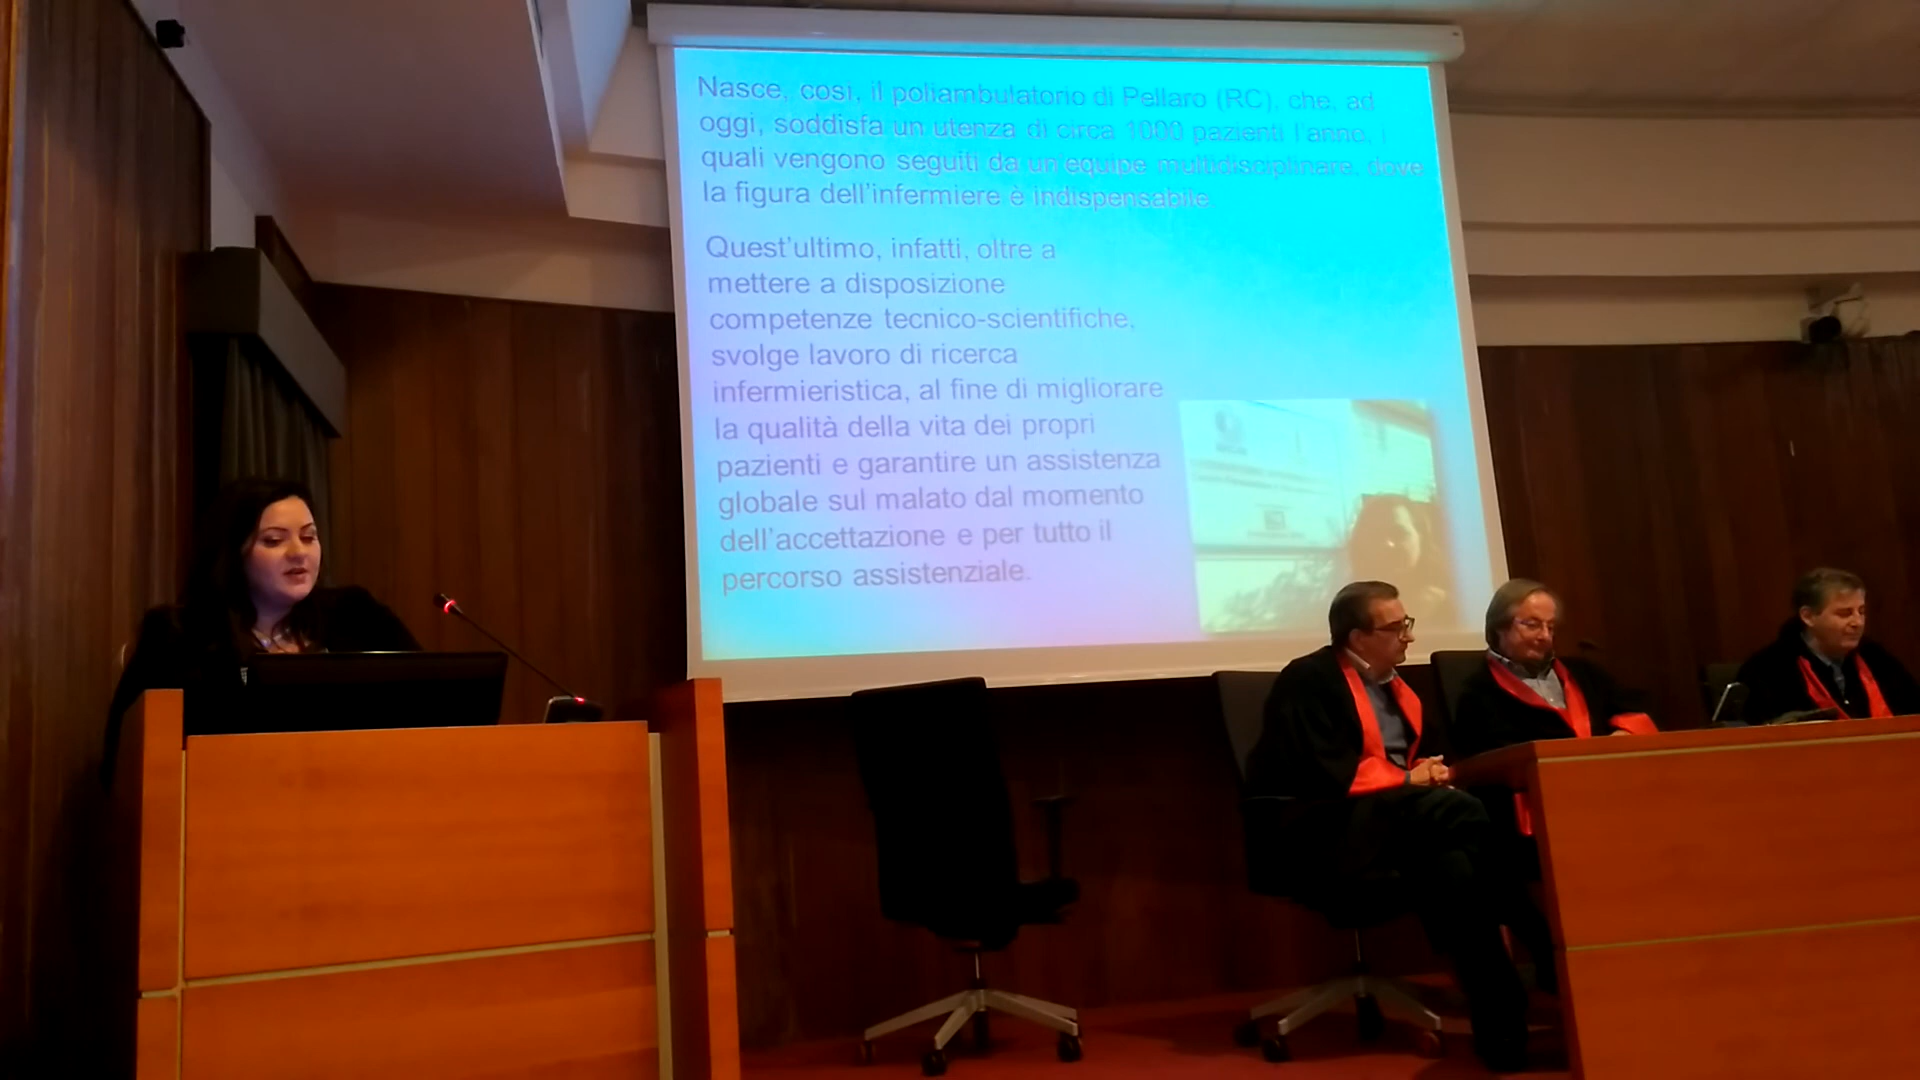 Nasce, così, il poliambulatorio di Pellaro (RC), che, ad
oggi, soddisfa un utenza di circa 1000 pazienti l'anno, i
quali vengono seguiti da un'equipe multidisciplinare, dove
la figura dell'infermiere è indispensabile.
Quest'ultimo, infatti, oltre a
mettere a disposizione
competenze tecnico-scientifiche,
svolge lavoro di ricerca
infermieristica, al fine di migliorare
la qualità della vita dei propri
pazienti e garantire un assistenza
globale sul malato dal momento
dell'accettazione e per tutto il
percorso assistenziale.